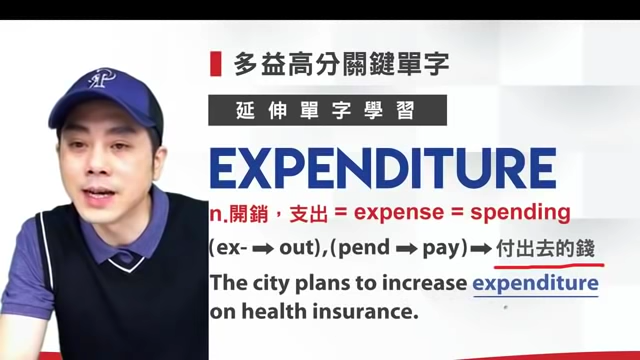 多益高分關鍵單字
延伸單字學習
EXPENDITURE
n.開銷，支出 = expense = spending
(ex- ➡ out),(pend ➡ pay) ➡ 付出去的錢
The city plans to increase expenditure
on health insurance.